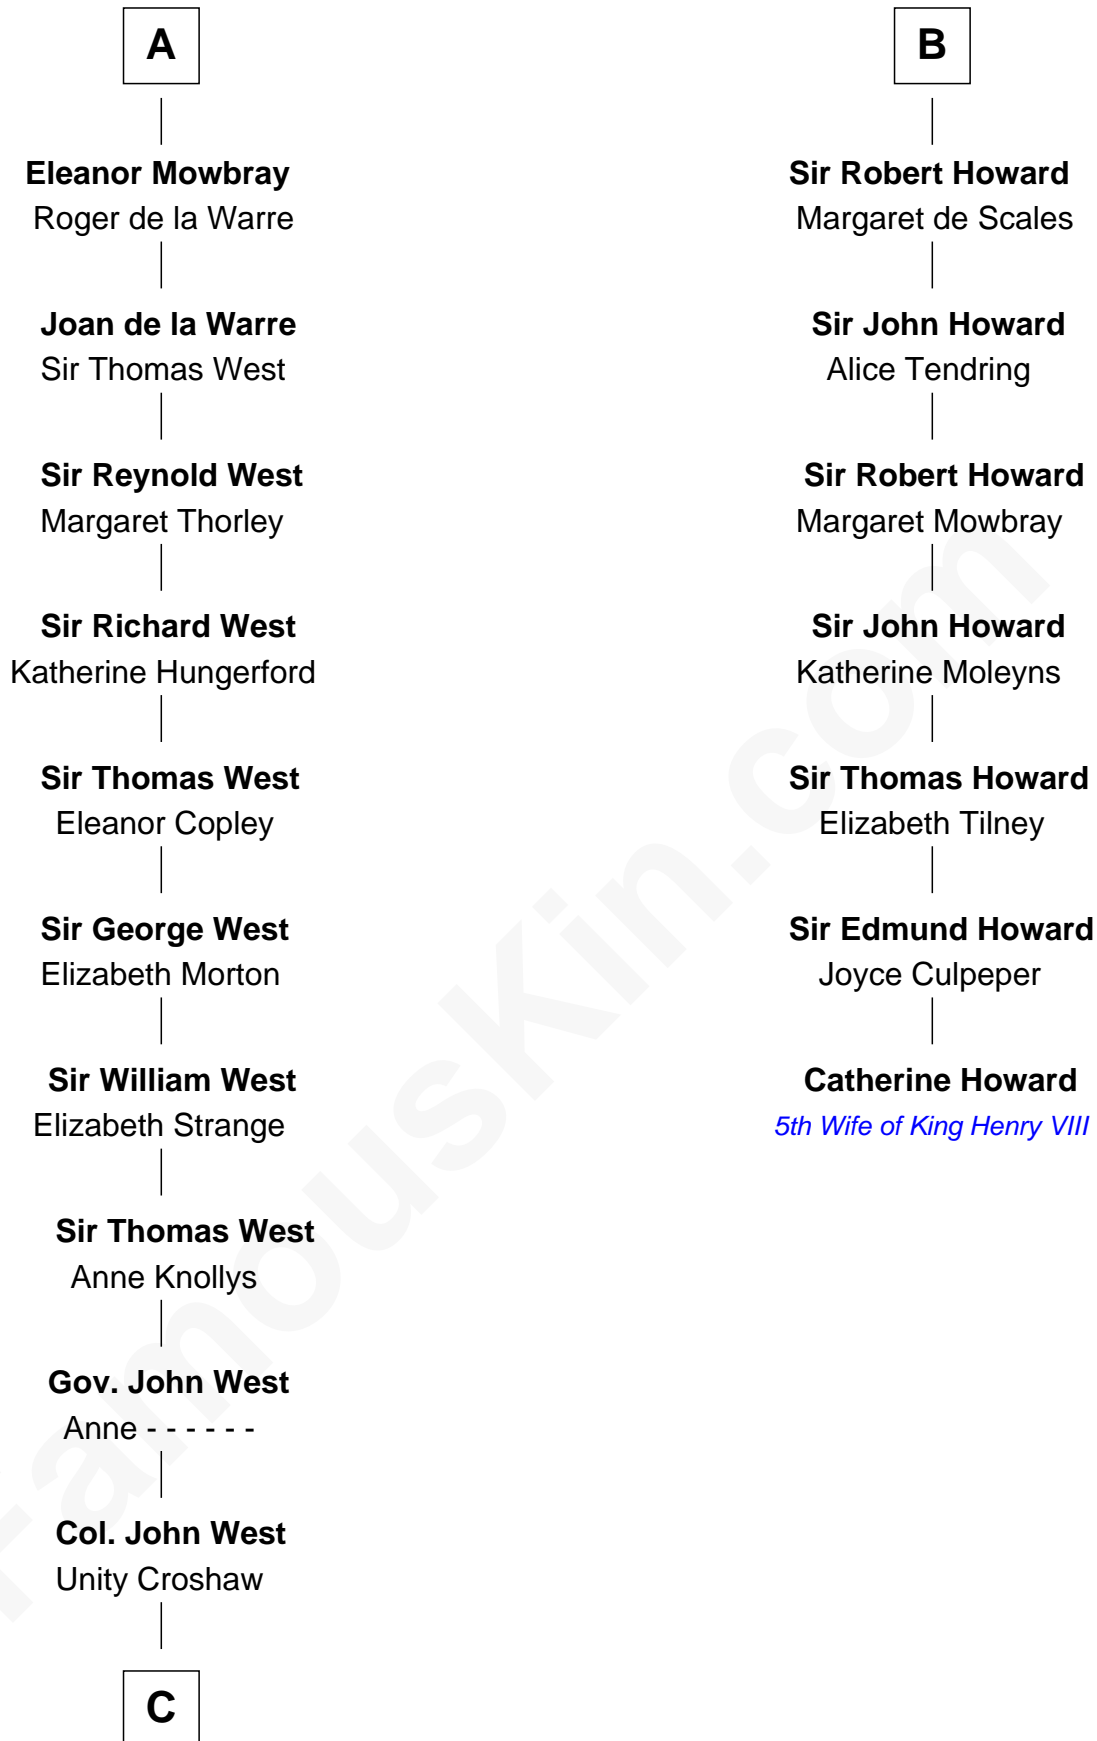 A
Eleanor Mowbray
Roger de la Warre
Joan de la Warre
Sir Thomas West
Sir Reynold West
Margaret Thorley
Sir Richard West
Katherine Hungerford
Sir Thomas West
Eleanor Copley
Sir George West
Elizabeth Morton
Sir William West
Elizabeth Strange
Sir Thomas West
Anne Knollys
Gov. John West
Anne - - - - - -
Col. John West
Unity Croshaw
C
B
Sir Robert Howard
Margaret de Scales
Sir John Howard
Alice Tendring
Sir Robert Howard
Margaret Mowbray
Sir John Howard
Katherine Moleyns
Sir Thomas Howard
Elizabeth Tilney
Sir Edmund Howard
Joyce Culpeper
Catherine Howard
5th Wife of King Henry VIII
FamousKin.com